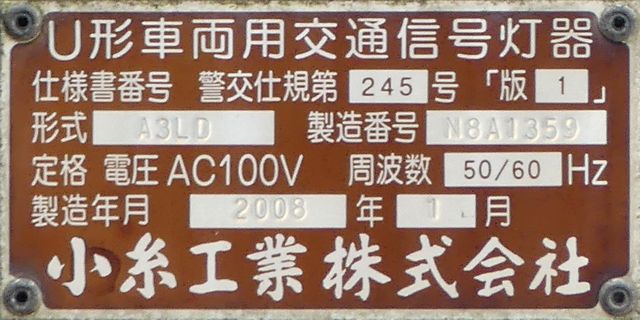 U形車両用交通信号灯器
仕様書番号 警交仕規第 245 号 「版 1 」
形式 A3LD 製造番号 N8A1359
定格 電圧 AC100V 周波数 50/60 Hz
製造年月 2008 年 1 月
小糸工業株式会社